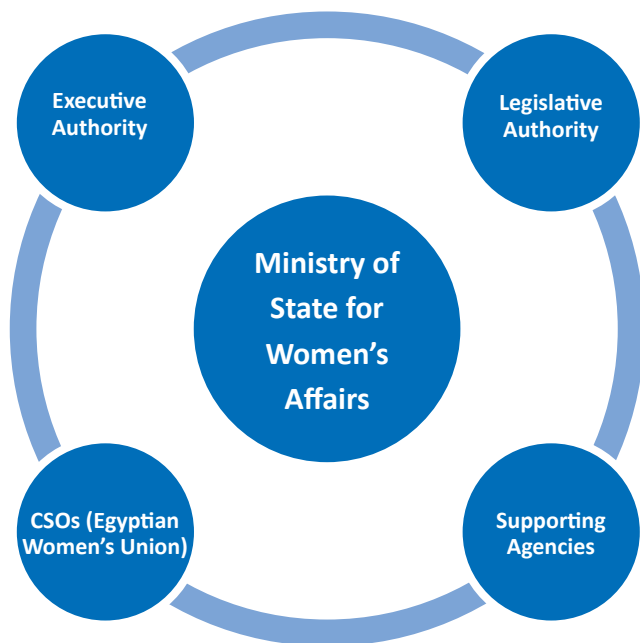 Executive
Authority
Legislative
Authority
Ministry of
State for
Women’s
Affairs
CSOs (Egyptian
Women’s Union)
Supporting
Agencies